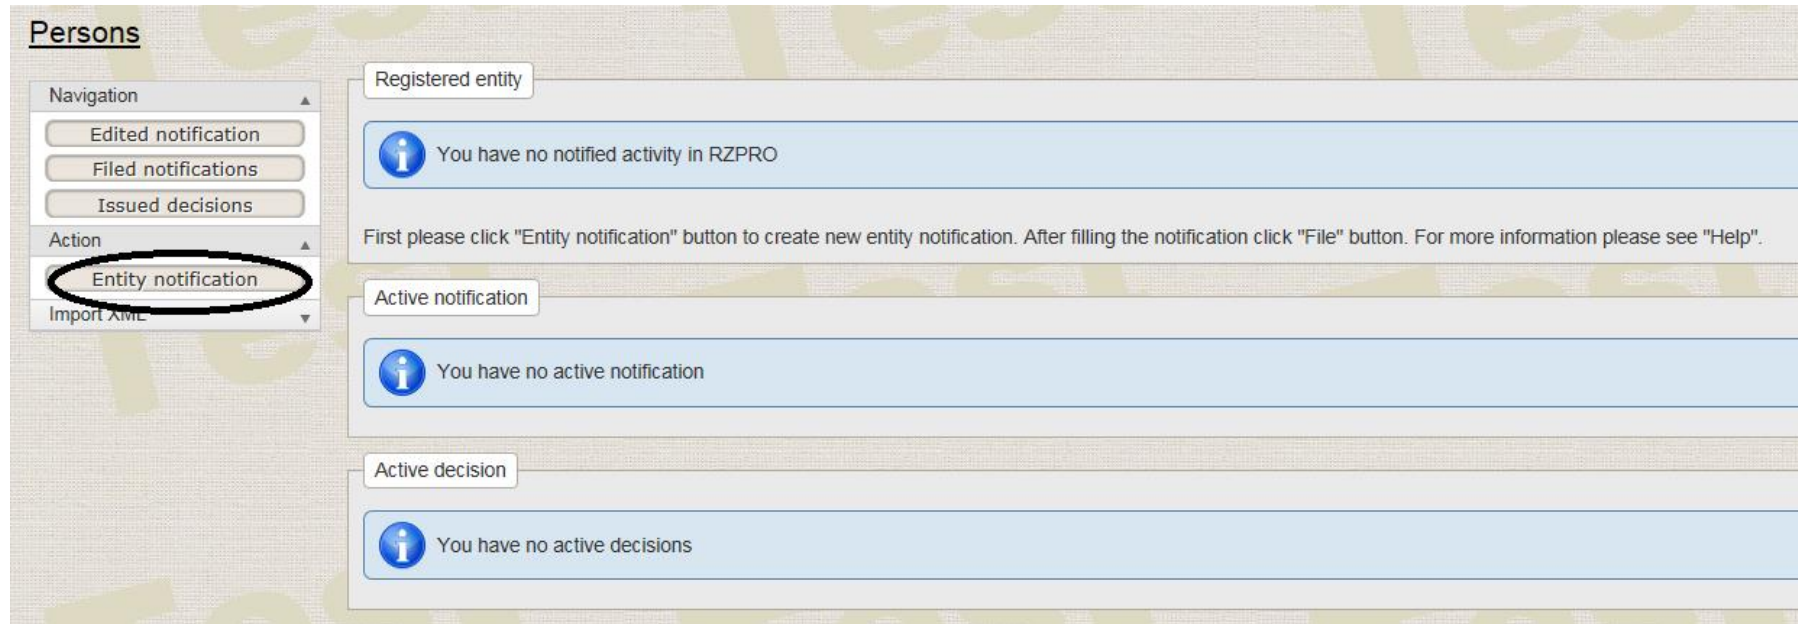 Persons
Navigation
Edited notification
Filed notifications
Issued decisions
Action
Entity notification
Import XML
Registered entity
You have no notified activity in RZPRO
First please click "Entity notification" button to create new entity notification. After filling the notification click "File" button. For more information please see "Help".
Active notification
You have no active notification
Active decision
You have no active decisions
Test